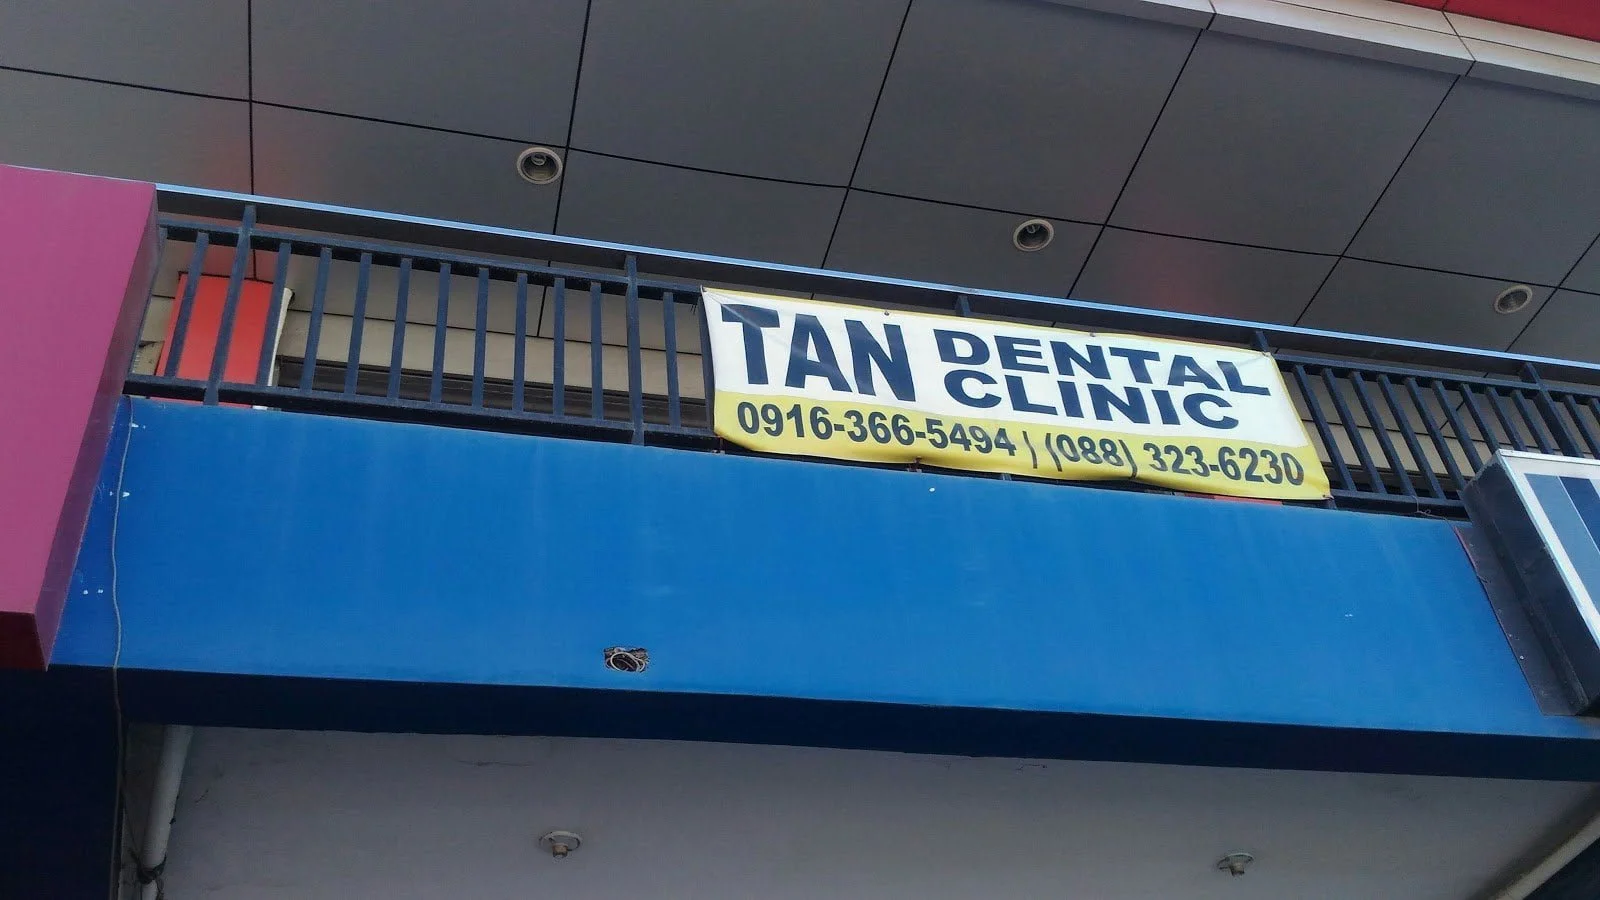 TAN DENTAL
CLINIC
0916-366-5494 | (088) 323-6230